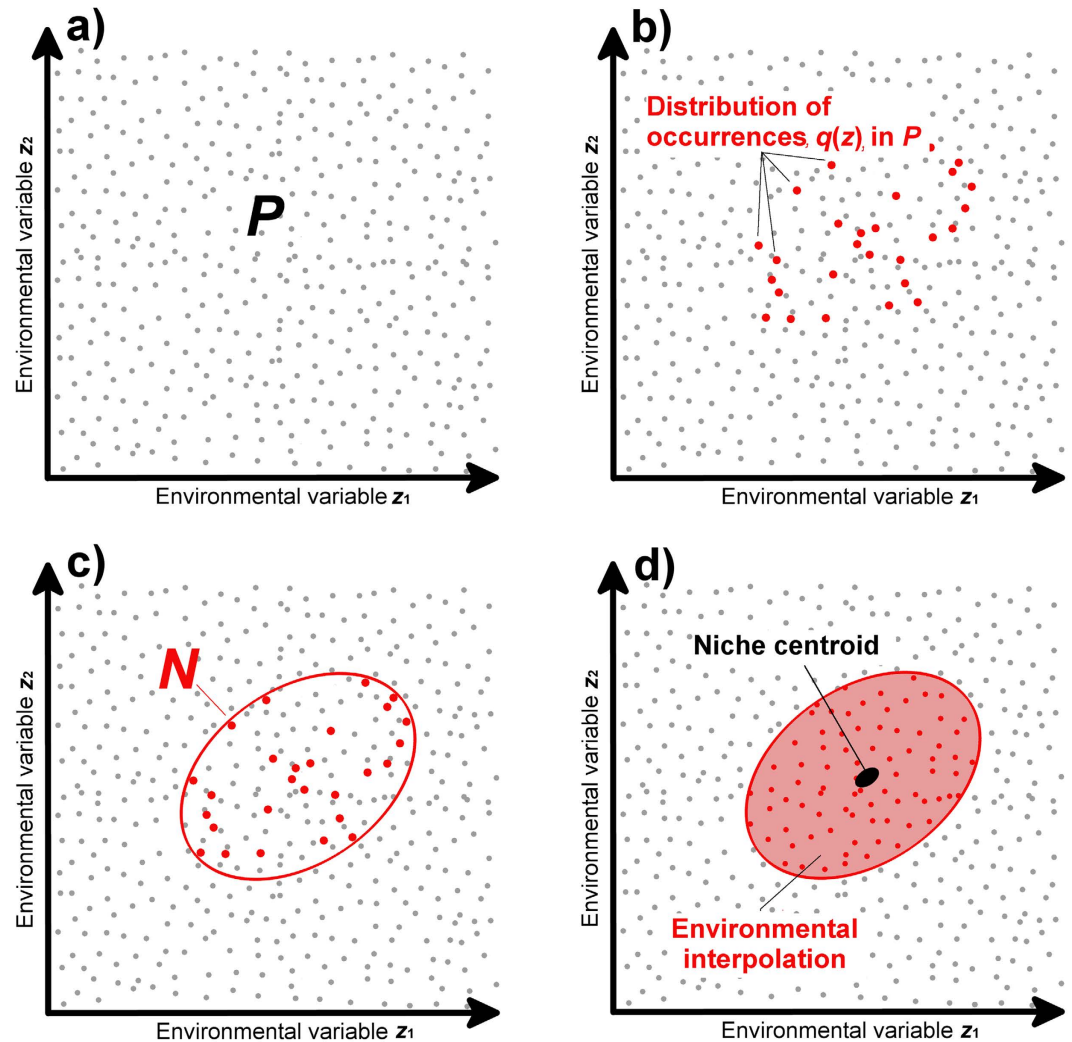 a)
P
Environmental variable z2
Environmental variable z1
b)
Distribution of
occurrences, q(z), in P
Environmental variable z2
Environmental variable z1
c)
N
Environmental variable z2
Environmental variable z1
d)
Niche centroid
Environmental
interpolation
Environmental variable z2
Environmental variable z1